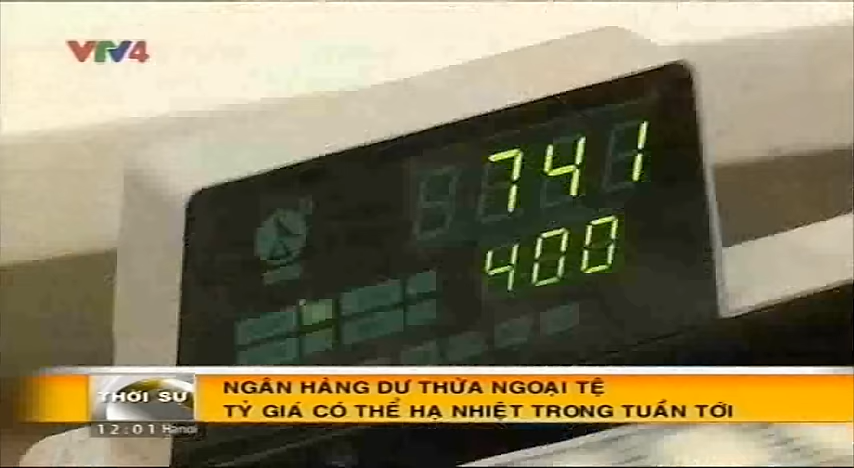 VTV4
741
400
THỜI SỰ
NGÂN HÀNG DƯ THỪA NGOẠI TỆ
TỶ GIÁ CÓ THỂ HẠ NHIỆT TRONG TUẦN TỚI
12:01 Hanoi